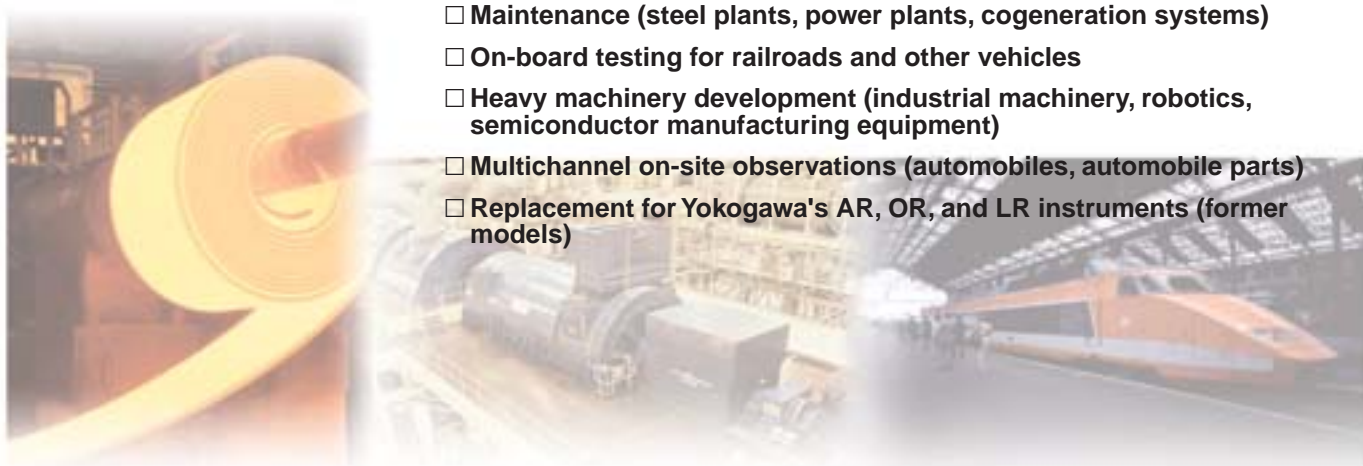 □ Maintenance (steel plants, power plants, cogeneration systems)
□ On-board testing for railroads and other vehicles
□ Heavy machinery development (industrial machinery, robotics,
semiconductor manufacturing equipment)
□ Multichannel on-site observations (automobiles, automobile parts)
□ Replacement for Yokogawa's AR, OR, and LR instruments (former
models)